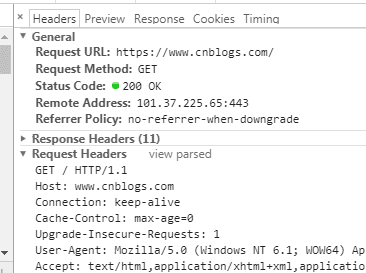 × Headers Preview Response Cookies Timing
▼ General
Request URL: https://www.cnblogs.com/
Request Method: GET
Status Code: 200 OK
Remote Address: 101.37.225.65:443
Referrer Policy: no-referrer-when-downgrade
► Response Headers (11)
▼ Request Headers view parsed
GET / HTTP/1.1
Host: www.cnblogs.com
Connection: keep-alive
Cache-Control: max-age=0
Upgrade-Insecure-Requests: 1
User-Agent: Mozilla/5.0 (Windows NT 6.1; WOW64) Ap
Accept: text/html,application/xhtml+xml,applicatio